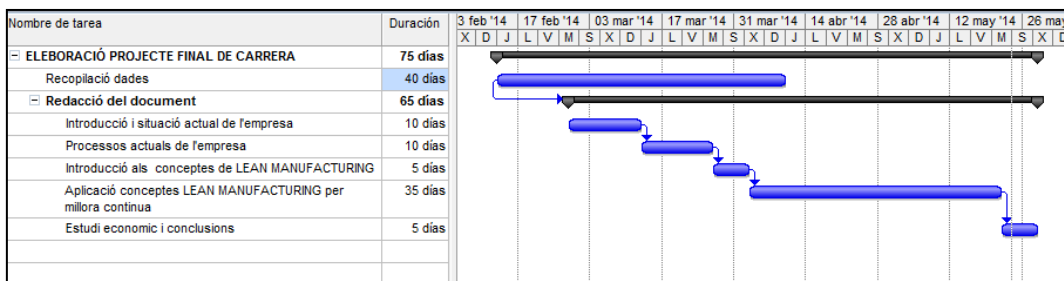 Nombre de tarea Duración 3 feb '14 17 feb '14 03 mar '14 17 mar '14 31 mar '14 14 abr '14 28 abr '14 12 may '14 26 may
X D J L V M S X D J L V M S X D J L V M S X D
ELEBORACIÓ PROJECTE FINAL DE CARRERA 75 días
Recopilació dades 40 días
Redacció del document 65 días
Introducció i situació actual de l'empresa 10 días
Processos actuals de l'empresa 10 días
Introducció als conceptes de LEAN MANUFACTURING 5 días
Aplicació conceptes LEAN MANUFACTURING per 35 días
millora continua
Estudi economic i conclusions 5 días